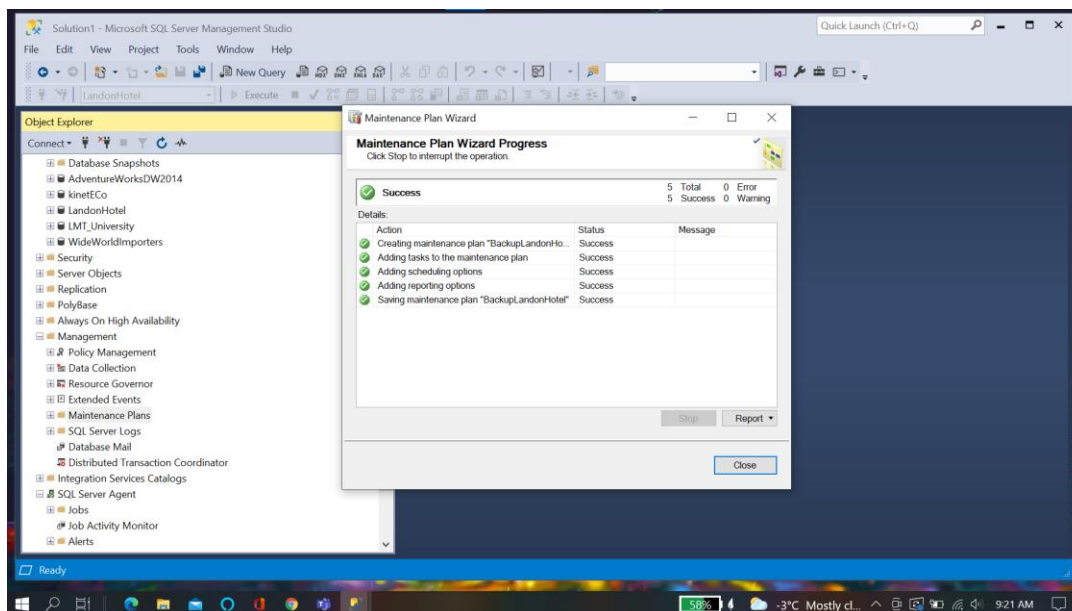 Solution1 - Microsoft SQL Server Management Studio
Quick Launch (Ctrl+Q)
File Edit View Project Tools Window Help
New Query
LandonHotel
Execute
Object Explorer
Connect
Database Snapshots
AdventureWorksDW2014
kinetECo
LandonHotel
LMT_University
WideWorldImporters
Security
Server Objects
Replication
PolyBase
Always On High Availability
Management
Policy Management
Data Collection
Resource Governor
Extended Events
Maintenance Plans
SQL Server Logs
Database Mail
Distributed Transaction Coordinator
Integration Services Catalogs
SQL Server Agent
Jobs
Job Activity Monitor
Alerts
Maintenance Plan Wizard
Maintenance Plan Wizard Progress
Click Stop to interrupt the operation.
Success
5 Total 0 Error
5 Success 0 Warning
Details:
Action Status Message
Creating maintenance plan "BackupLandonHo... Success
Adding tasks to the maintenance plan Success
Adding scheduling options Success
Adding reporting options Success
Saving maintenance plan "BackupLandonHotel" Success
Stop Report
Close
Ready
58% -3°C Mostly cl... 9:21 AM